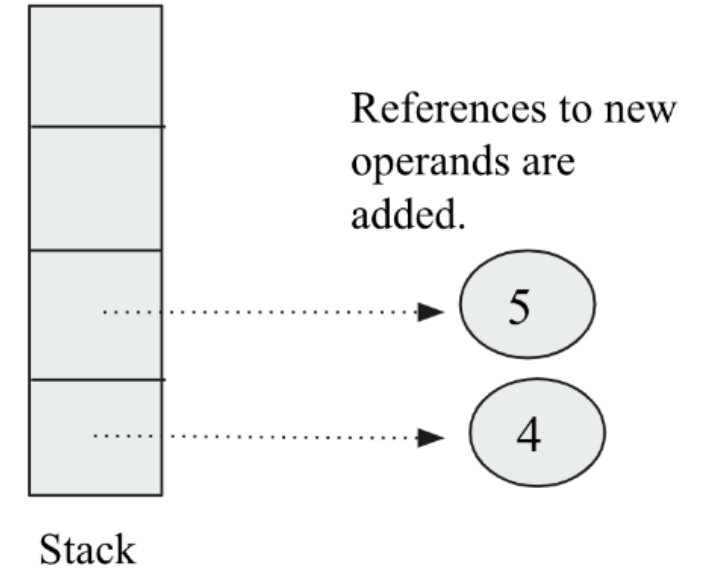 References to new
operands are
added.
5
4
Stack